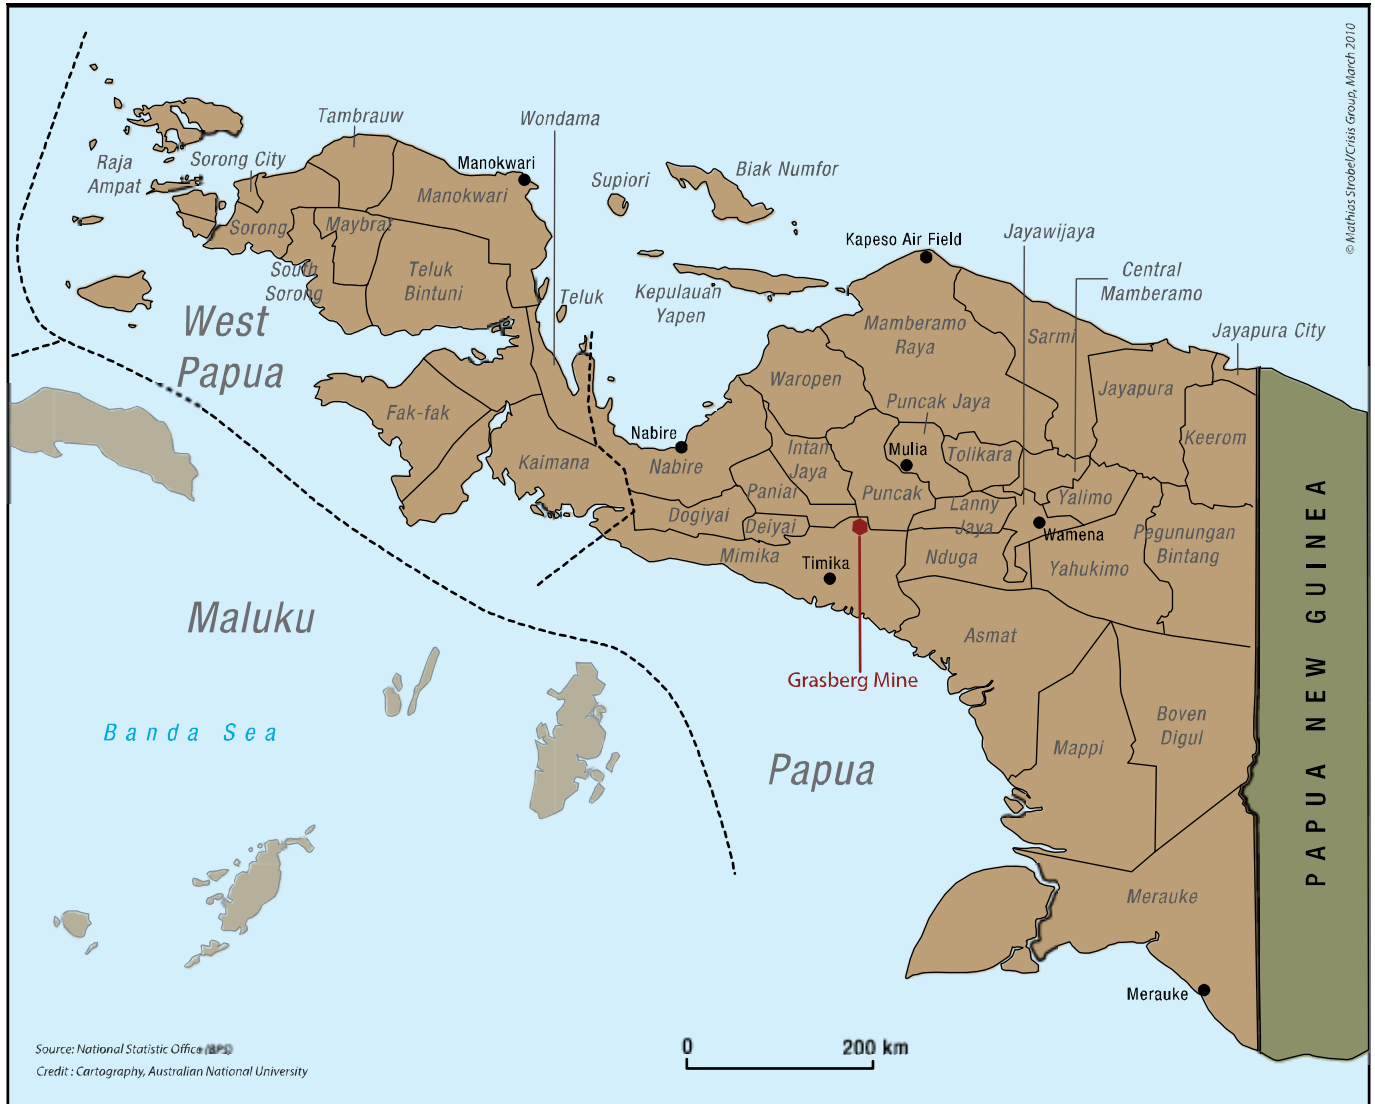 © Mathias Strobel/Crisis Group, March 2010
Tambrauw
Wondama
Raja
Ampat
Sorong City
Manokwari
Manokwari
Supiori
Biak Numfor
Sorong
Maybrat
Kapeso Air Field
Jayawijaya
South
Sorong
Teluk
Bintuni
Teluk
Kepulauan
Yapen
Central
Mamberamo
West
Papua
Mamberamo
Raya
Sarmi
Jayapura City
Waropen
Jayapura
Fak-fak
Puncak Jaya
Nabire
Keerom
Kaimana
Nabire
Intan
Jaya
Mulia
Tolikara
Paniai
Puncak
Yalimo
Dogiyai
Deiyai
Lanny
Jaya
Wamena
Pegunungan
Bintang
Mimika
Timika
Nduga
Yahukimo
Maluku
Asmat
Grasberg Mine
Banda Sea
Papua
Mappi
Boven
Digul
PAPUA NEW GUINEA
Merauke
Merauke
Source: National Statistic Office (BPS)
Credit : Cartography, Australian National University
0 200 km